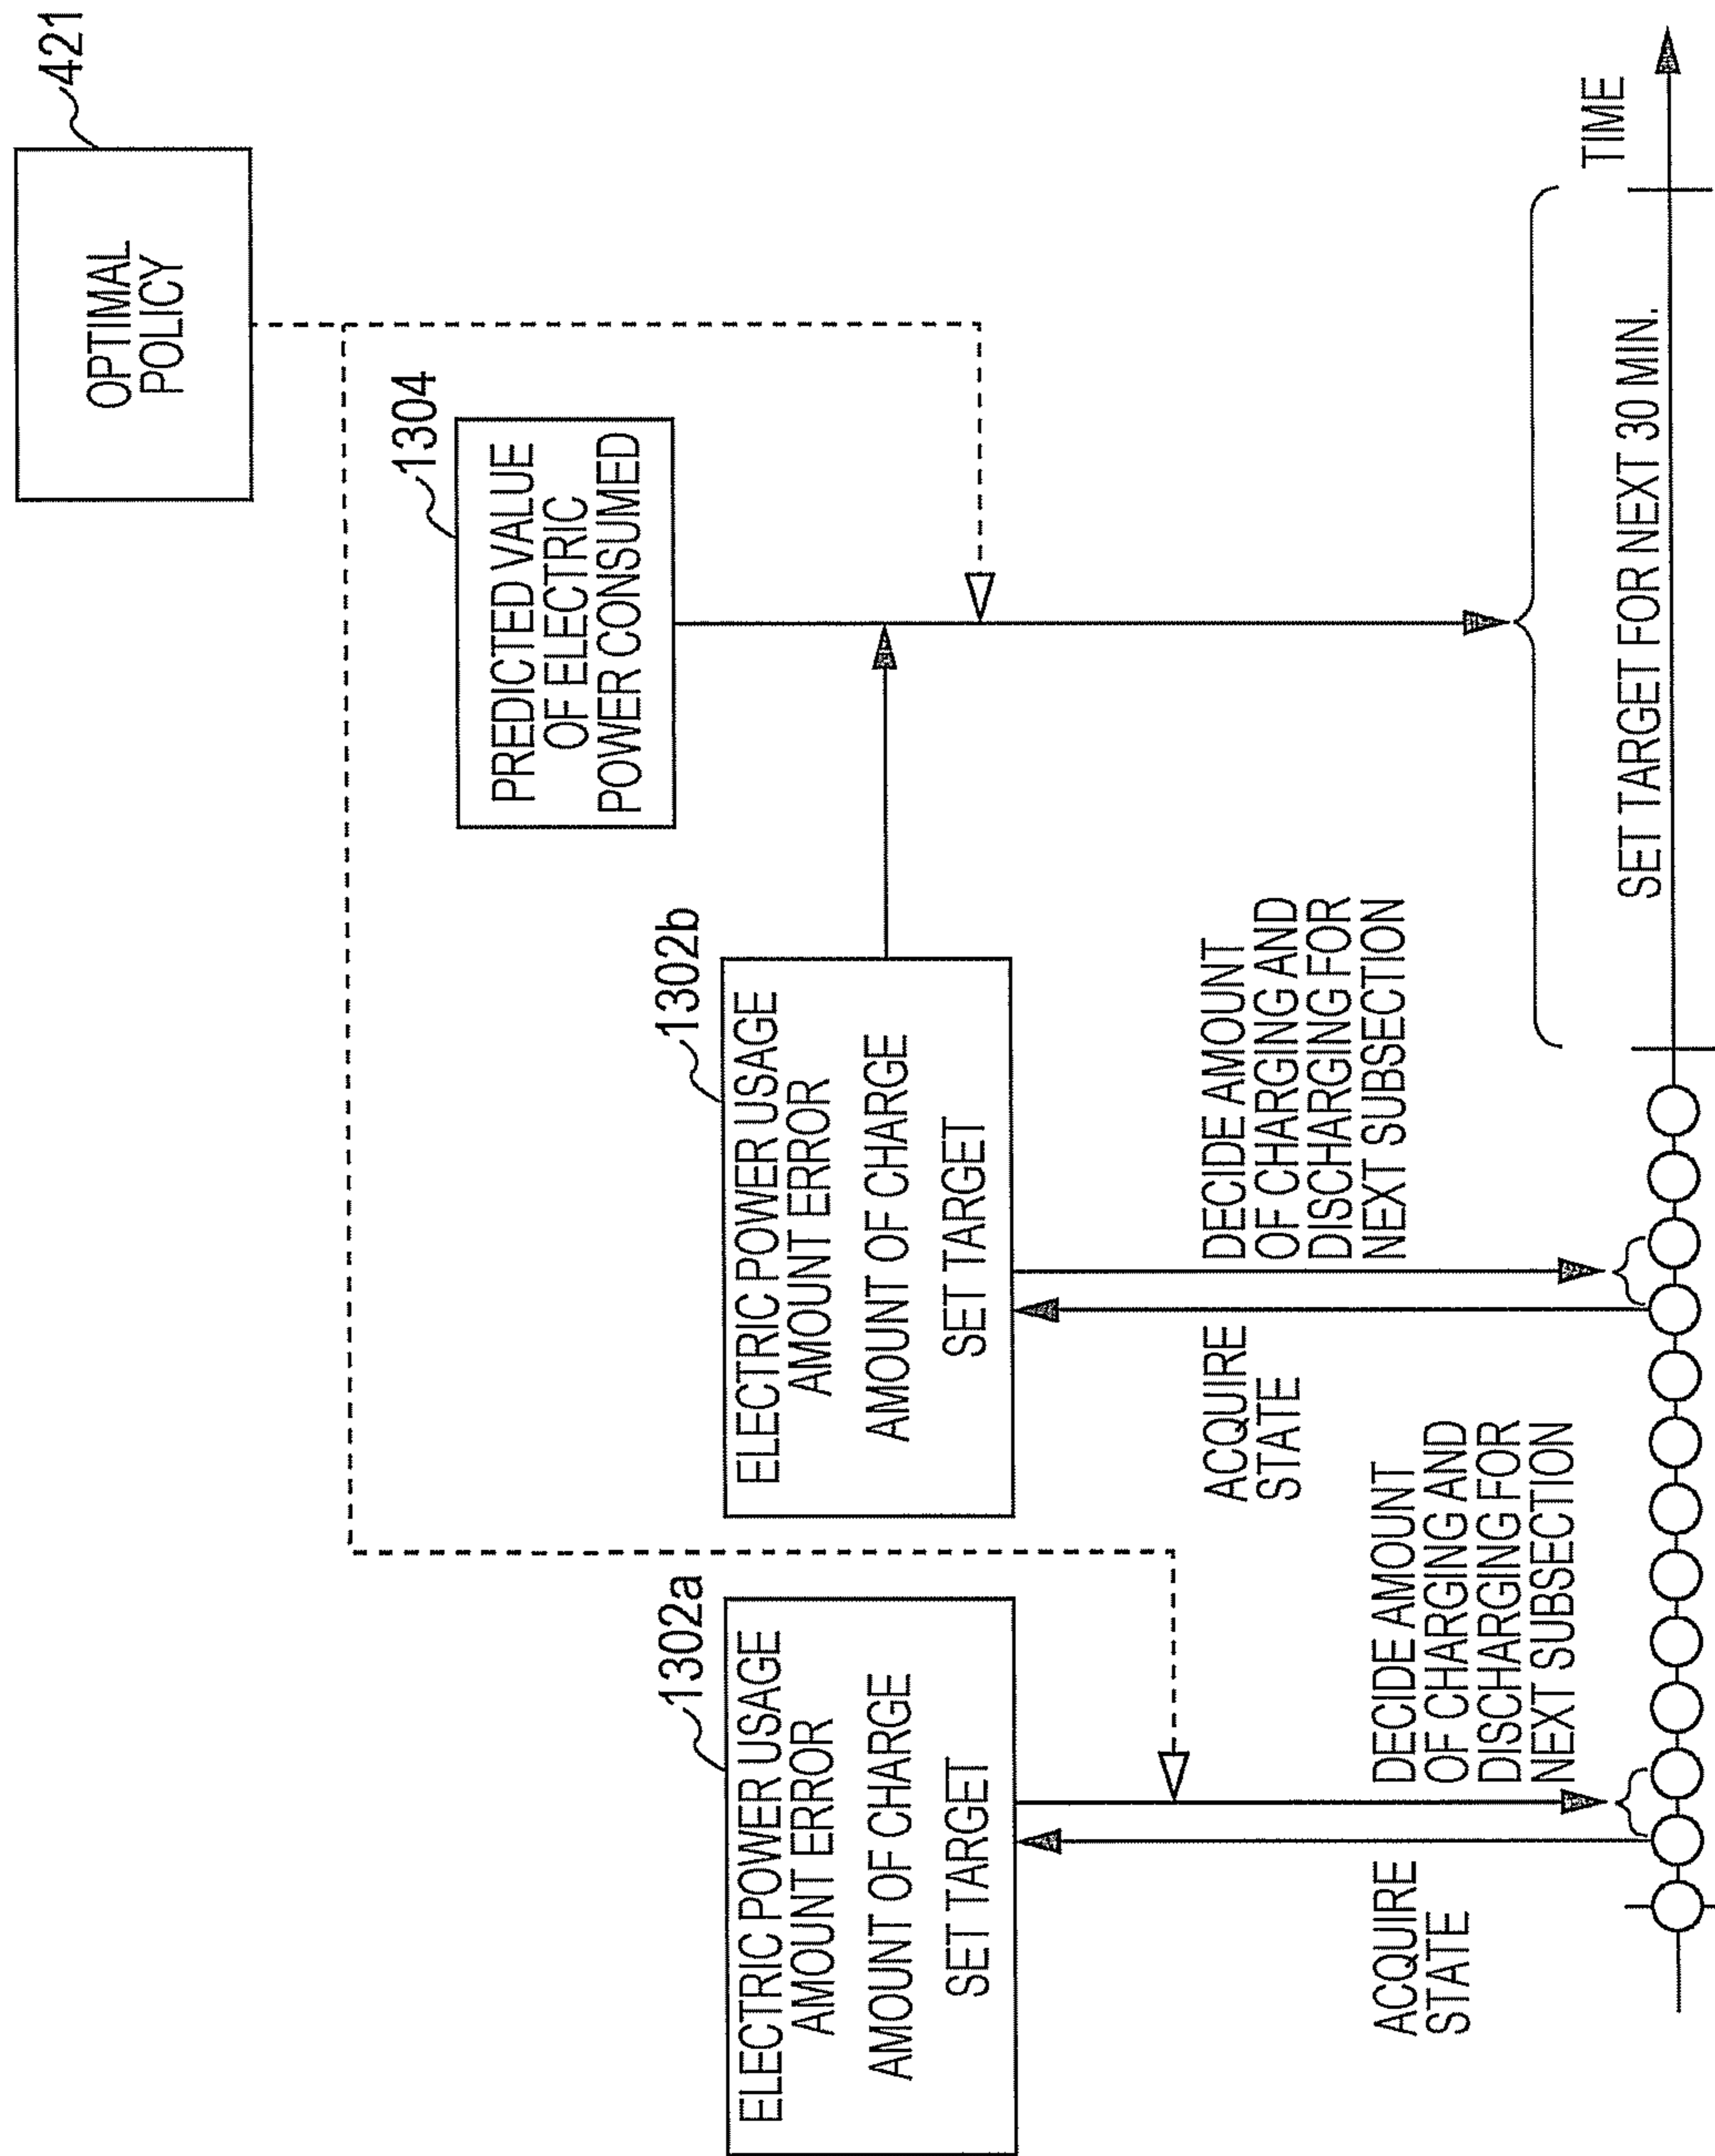 OPTIMAL
POLICY
421
PREDICTED VALUE
OF ELECTRIC
POWER CONSUMED
1304
ELECTRIC POWER USAGE
AMOUNT ERROR
AMOUNT OF CHARGE
SET TARGET
1302a
ELECTRIC POWER USAGE
AMOUNT ERROR
AMOUNT OF CHARGE
SET TARGET
1302b
ACQUIRE
STATE
DECIDE AMOUNT
OF CHARGING AND
DISCHARGING FOR
NEXT SUBSECTION
ACQUIRE
STATE
DECIDE AMOUNT
OF CHARGING AND
DISCHARGING FOR
NEXT SUBSECTION
SET TARGET FOR NEXT 30 MIN.
TIME